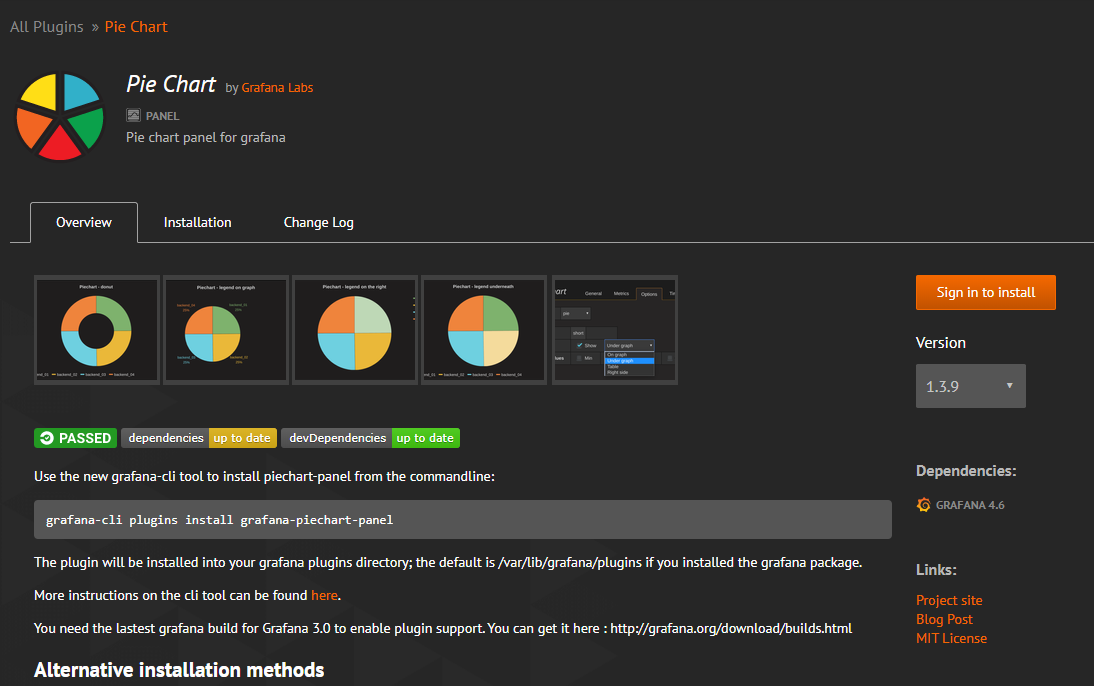 All Plugins » Pie Chart
Pie Chart by Grafana Labs
PANEL
Pie chart panel for grafana
Overview Installation Change Log
Piechart - donut
Piechart - legend on graph
Piechart - legend on the right
Piechart - legend underneath
General Metrics Options
pie
short
Show Under graph
Min
On graph
Under graph
Table
Right side
Sign in to install
Version
1.3.9
PASSED dependencies up to date devDependencies up to date
Use the new grafana-cli tool to install piechart-panel from the commandline:
grafana-cli plugins install grafana-piechart-panel
The plugin will be installed into your grafana plugins directory; the default is /var/lib/grafana/plugins if you installed the grafana package.
More instructions on the cli tool can be found here.
You need the lastest grafana build for Grafana 3.0 to enable plugin support. You can get it here : http://grafana.org/download/builds.html
Alternative installation methods
Dependencies:
GRAFANA 4.6
Links:
Project site
Blog Post
MIT License